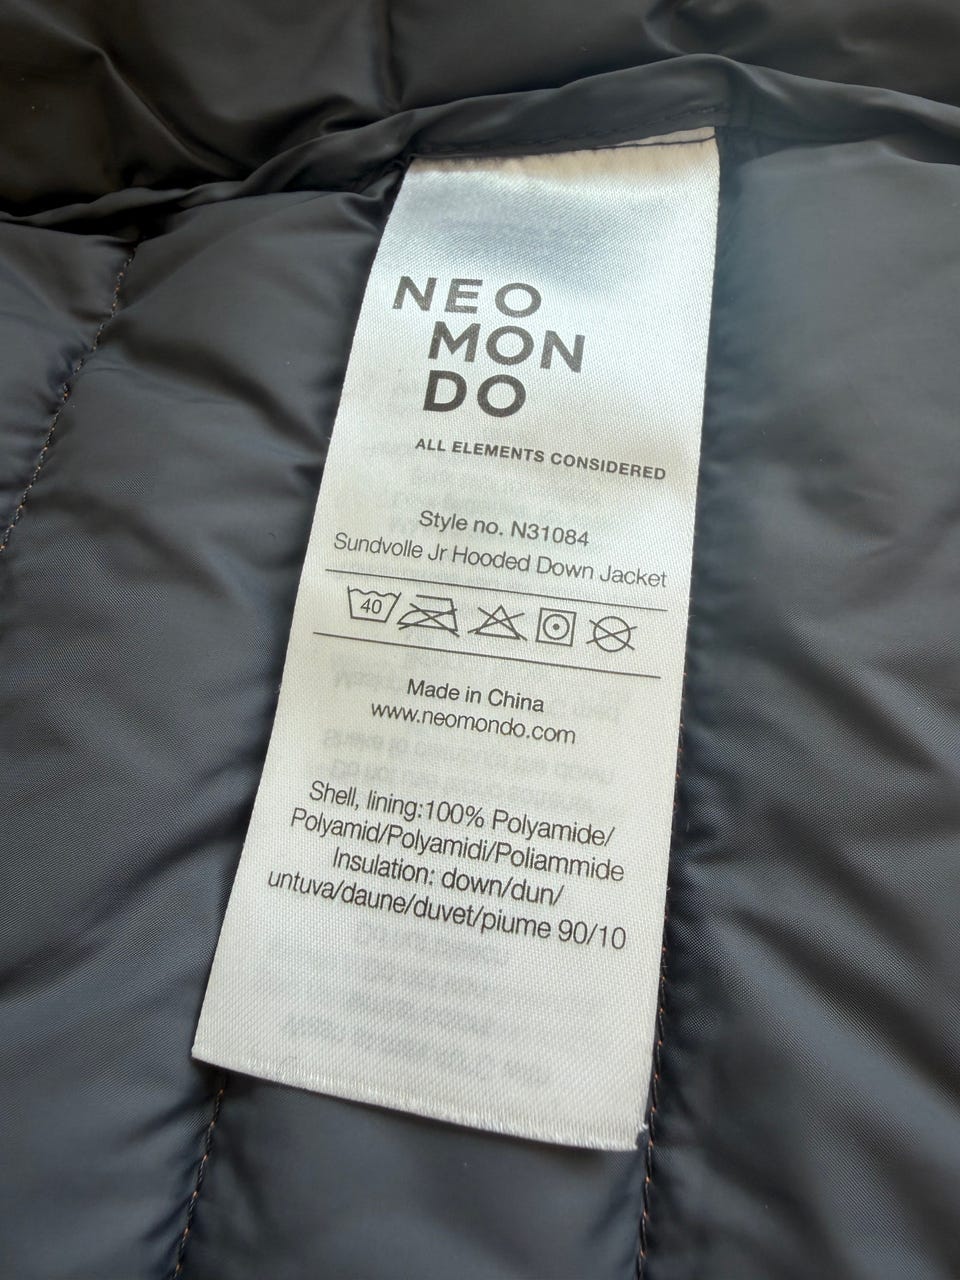 NEO
MON
DO
ALL ELEMENTS CONSIDERED
Style no. N31084
Sundvolle Jr Hooded Down Jacket
40
Made in China
www.neomondo.com
Shell, lining:100% Polyamide/
Polyamid/Polyamidi/Poliammide
Insulation: down/dun/
untuva/daune/duvet/piume 90/10